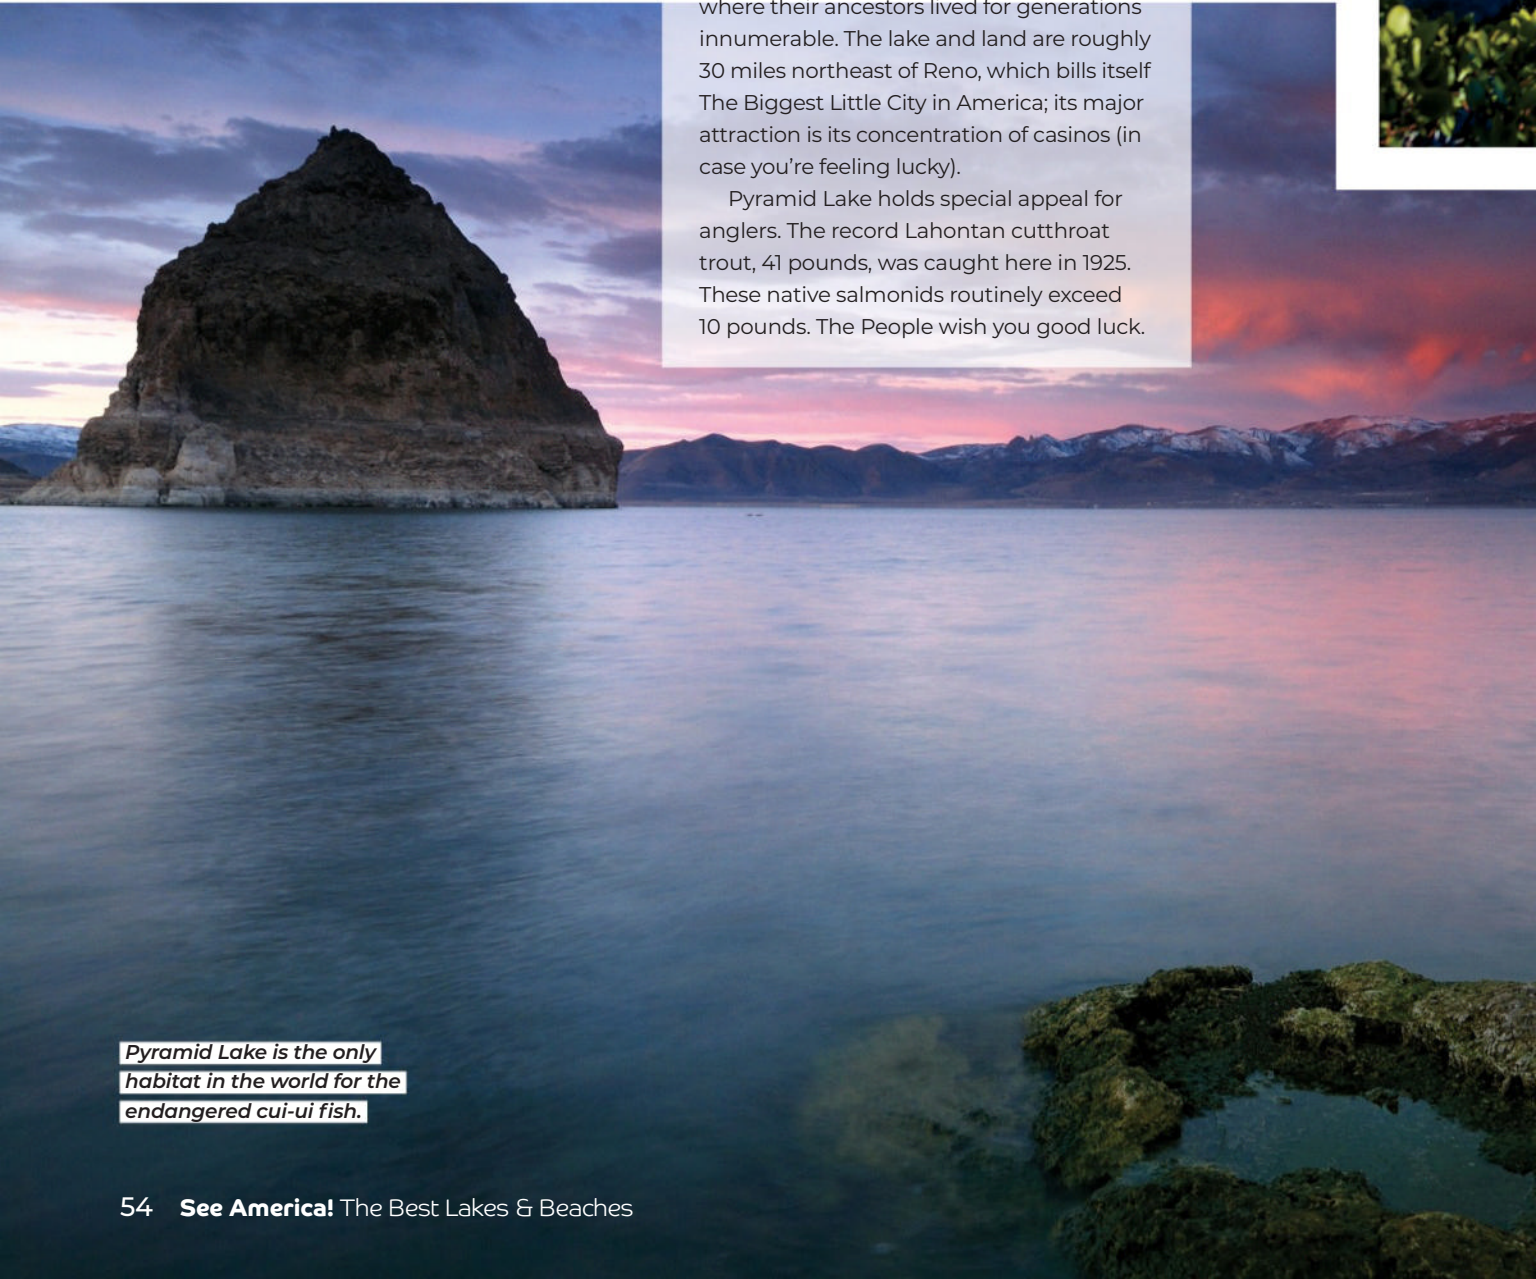 where their ancestors lived for generations
innumerable. The lake and land are roughly
30 miles northeast of Reno, which bills itself
The Biggest Little City in America; its major
attraction is its concentration of casinos (in
case you're feeling lucky).
Pyramid Lake holds special appeal for
anglers. The record Lahontan cutthroat
trout, 41 pounds, was caught here in 1925.
These native salmonids routinely exceed
10 pounds. The People wish you good luck.
Pyramid Lake is the only
habitat in the world for the
endangered cui-ui fish.
54 See America! The Best Lakes & Beaches